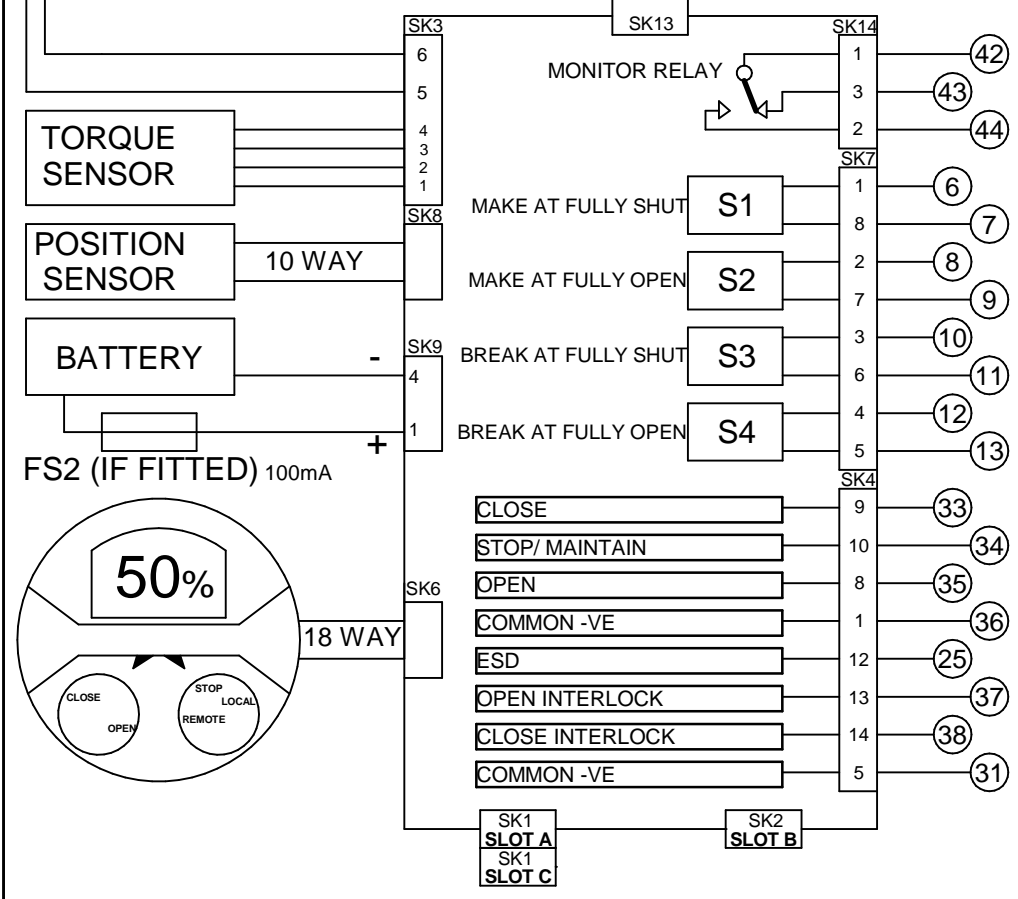 SK3
SK13
SK14
6
MONITOR RELAY
1
42
5
3
43
TORQUE
SENSOR
4
3
2
1
2
44
SK7
MAKE AT FULLY SHUT
S1
1
6
8
7
SK8
POSITION
SENSOR
10 WAY
MAKE AT FULLY OPEN
S2
2
8
7
9
BATTERY
-
SK9
4
BREAK AT FULLY SHUT
S3
3
10
6
11
+
1
BREAK AT FULLY OPEN
S4
4
12
5
13
FS2 (IF FITTED) 100mA
SK4
CLOSE
9
33
STOP/ MAINTAIN
10
34
50%
SK6
OPEN
8
35
18 WAY
COMMON -VE
1
36
ESD
12
25
CLOSE
OPEN
STOP
LOCAL
REMOTE
OPEN INTERLOCK
13
37
CLOSE INTERLOCK
14
38
COMMON -VE
5
31
SK1
SLOT A
SK1
SLOT C
SK2
SLOT B